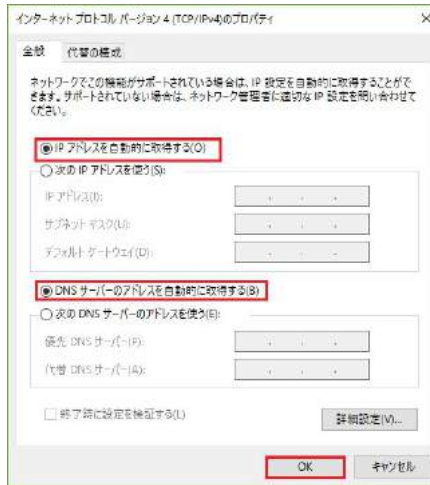 インターネット プロトコル バージョン 4 (TCP/IPv4)のプロパティ
全般 代替の構成
ネットワークでこの機能がサポートされている場合は、IP 設定を自動的に取得することがで
きます。サポートされていない場合は、ネットワーク管理者に適切な IP 設定を問い合わせて
ください。
IP アドレスを自動的に取得する(O)
次の IP アドレスを使う(S):
IP アドレス(I):
サブネット マスク(U):
デフォルト ゲートウェイ(D):
DNS サーバーのアドレスを自動的に取得する(B)
次の DNS サーバーのアドレスを使う(E):
優先 DNS サーバー(P):
代替 DNS サーバー(A):
終了時に設定を検証する(L)
詳細設定(V)...
OK キャンセル